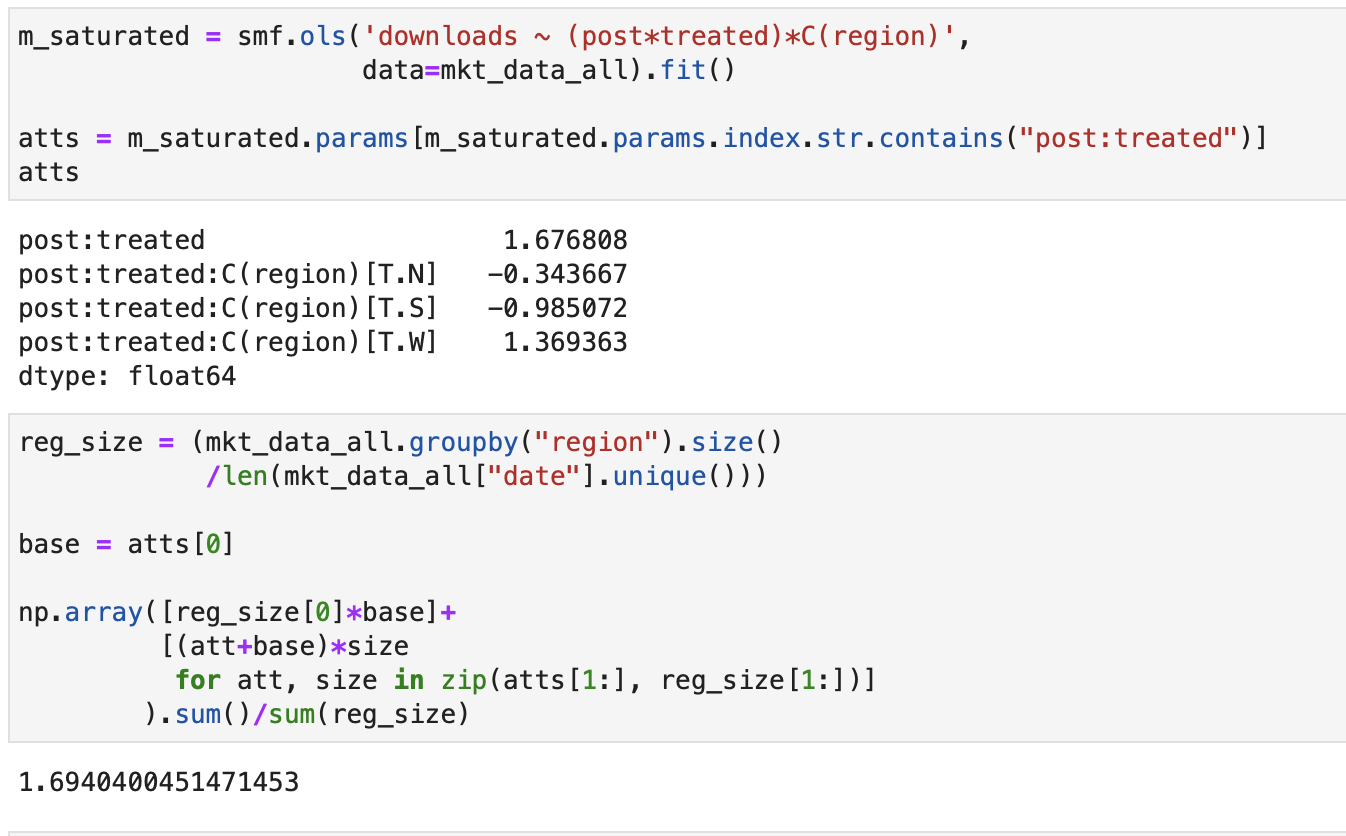 m_saturated = smf.ols('downloads ~ (post*treated)*C(region)',
data=mkt_data_all).fit()
atts = m_saturated.params[m_saturated.params.index.str.contains("post:treated")]
atts
post:treated 1.676808
post:treated:C(region)[T.N] -0.343667
post:treated:C(region)[T.S] -0.985072
post:treated:C(region)[T.W] 1.369363
dtype: float64
reg_size = (mkt_data_all.groupby("region").size()
/len(mkt_data_all["date"].unique()))
base = atts[0]
np.array([reg_size[0]*base]+
[(att+base)*size
for att, size in zip(atts[1:], reg_size[1:])]
).sum()/sum(reg_size)
1.6940400451471453